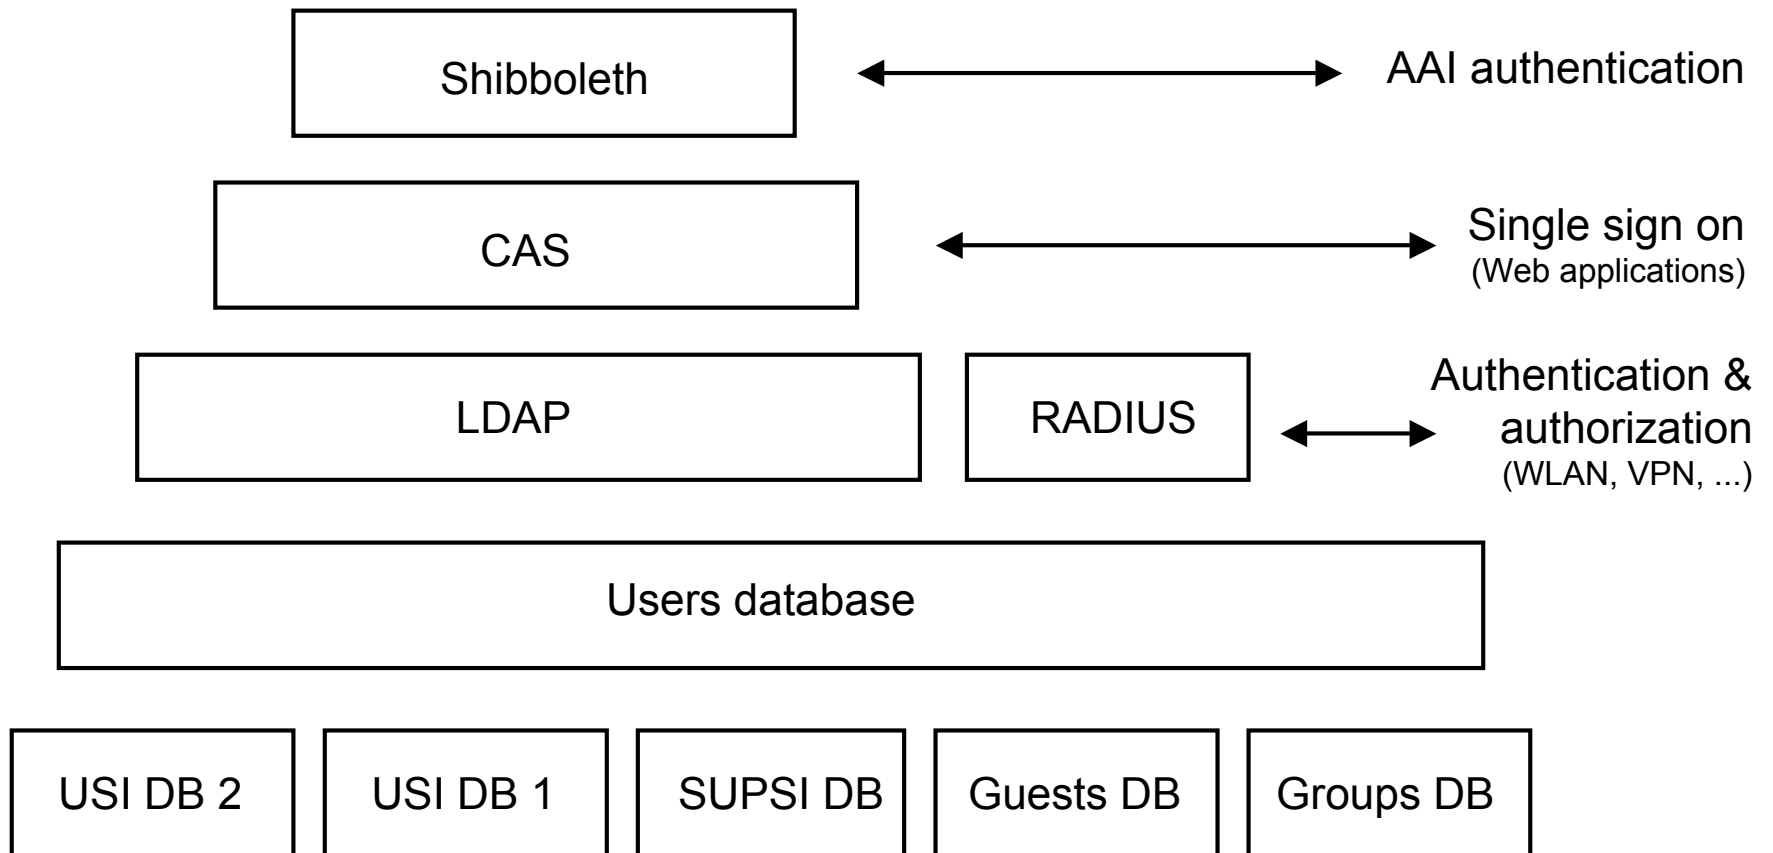 Shibboleth
AAI authentication
CAS
Single sign on
(Web applications)
LDAP
RADIUS
Authentication &
authorization
(WLAN, VPN, ...)
Users database
USI DB 2
USI DB 1
SUPSI DB
Guests DB
Groups DB